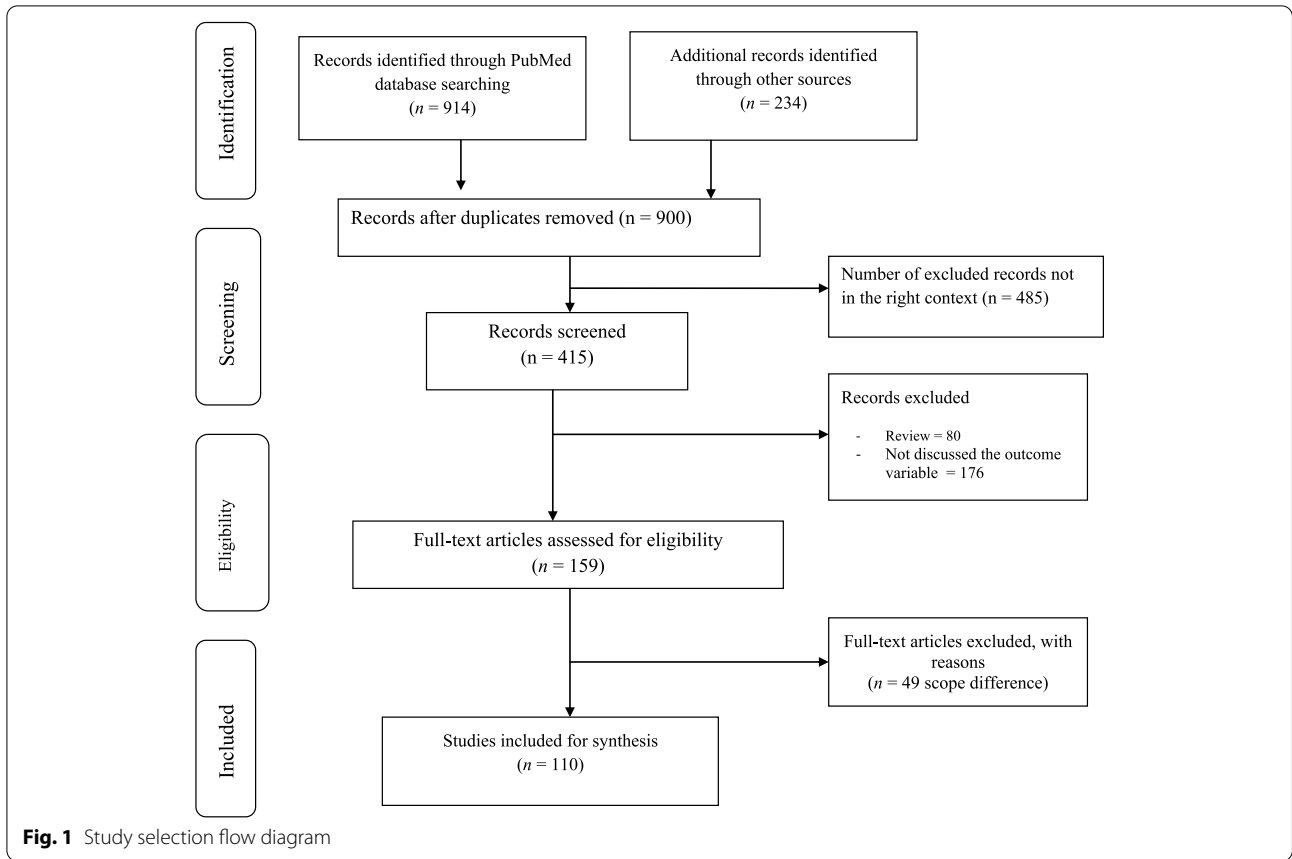 Identification
Records identified through PubMed
database searching
(n = 914)
Additional records identified
through other sources
(n = 234)
Records after duplicates removed (n = 900)
Screening
Number of excluded records not
in the right context (n = 485)
Records screened
(n = 415)
Records excluded
- Review = 80
- Not discussed the outcome
variable = 176
Eligibility
Full-text articles assessed for eligibility
(n = 159)
Full-text articles excluded, with
reasons
(n = 49 scope difference)
Included
Studies included for synthesis
(n = 110)
Fig. 1 Study selection flow diagram